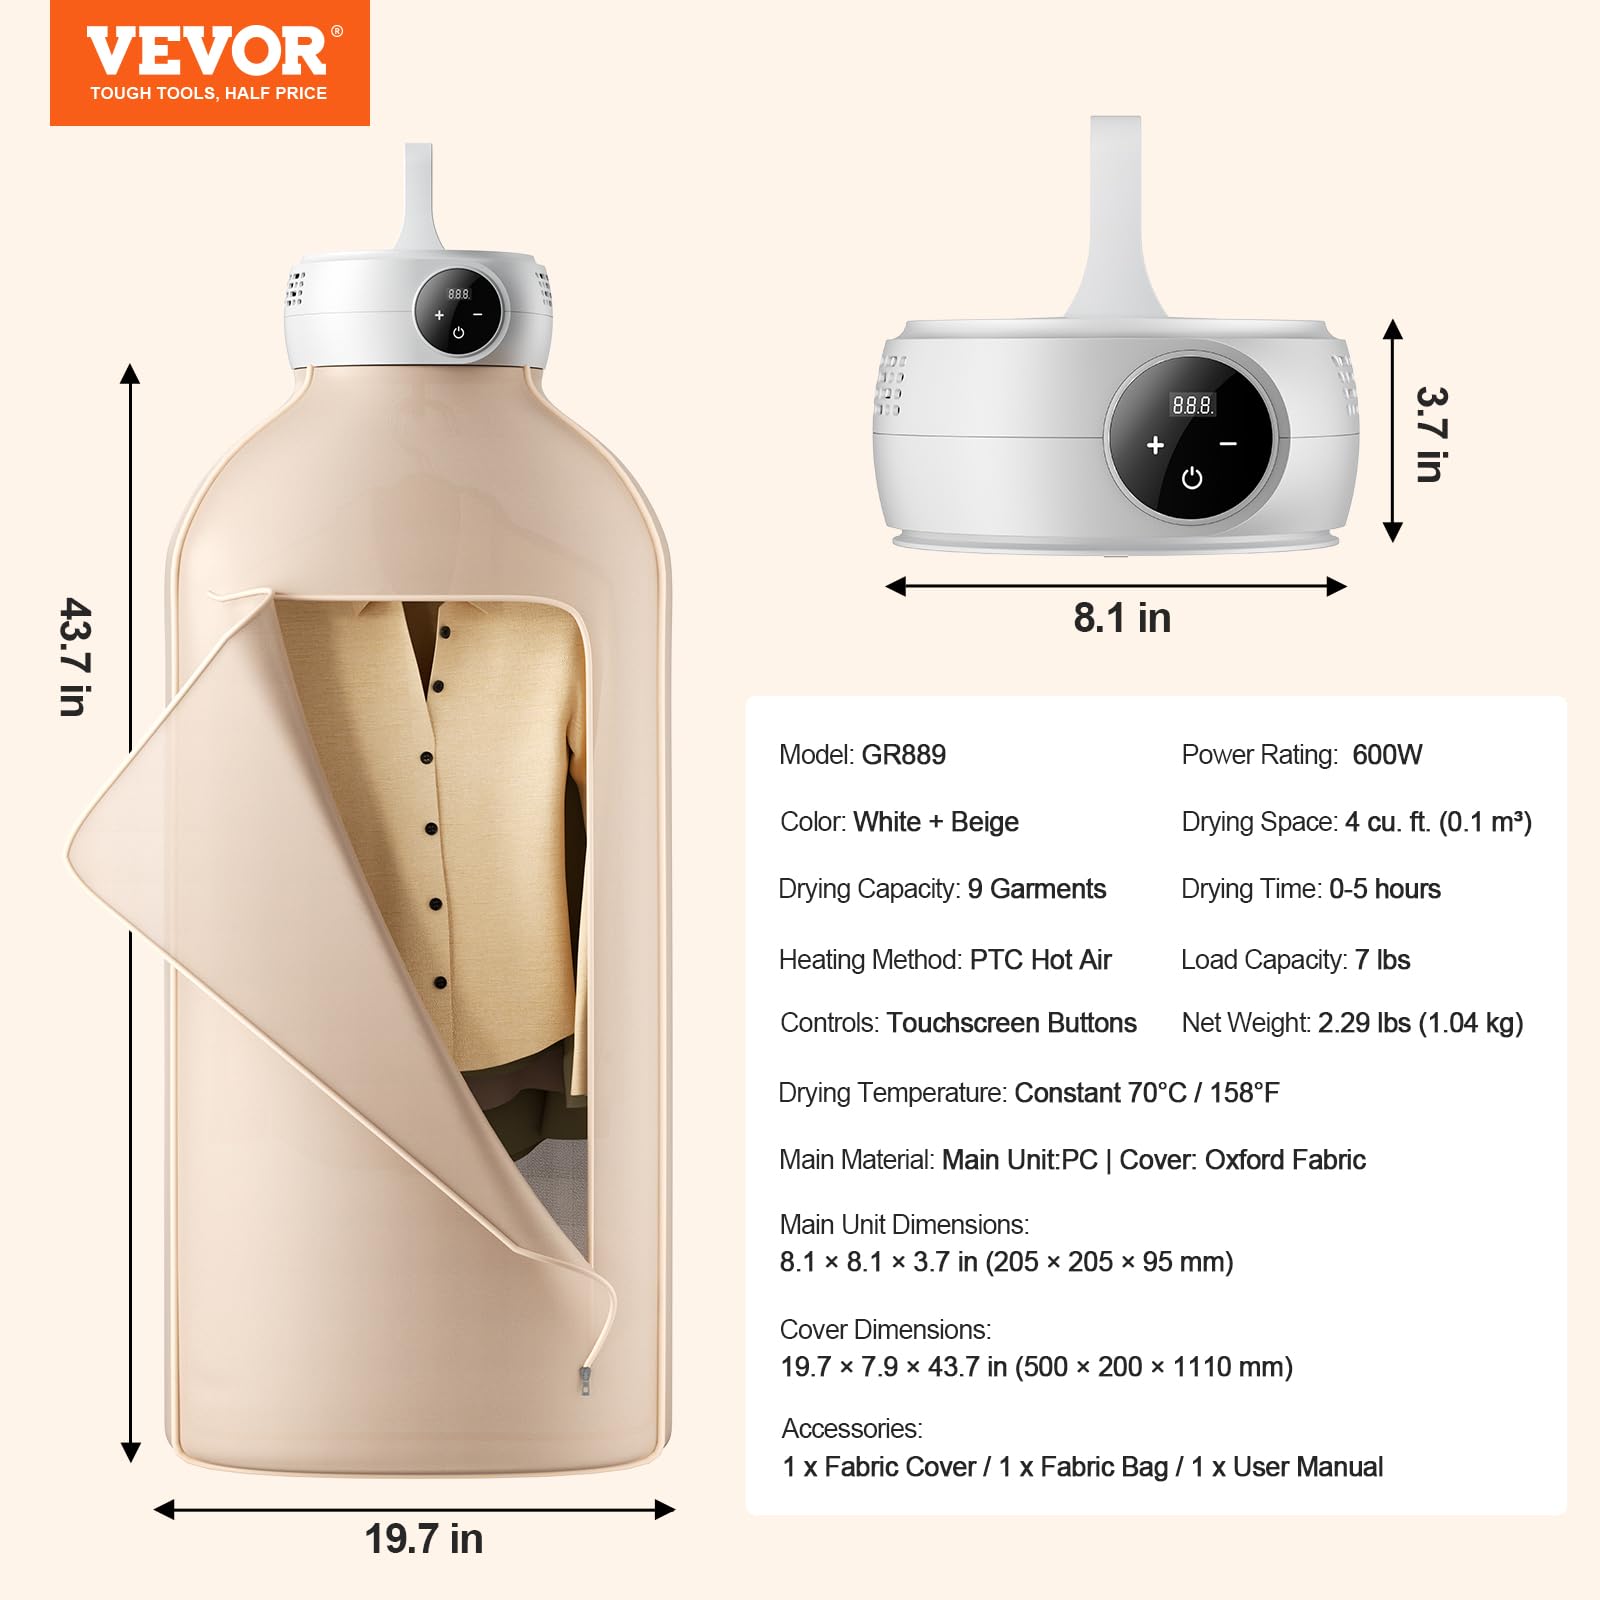 VEVOR®
TOUGH TOOLS, HALF PRICE
8.8.8.
+ −
43.7 in
19.7 in
8.8.8.
+ −
3.7 in
8.1 in
Model: GR889
Power Rating: 600W
Color: White + Beige
Drying Space: 4 cu. ft. (0.1 m³)
Drying Capacity: 9 Garments
Drying Time: 0-5 hours
Heating Method: PTC Hot Air
Load Capacity: 7 lbs
Controls: Touchscreen Buttons
Net Weight: 2.29 lbs (1.04 kg)
Drying Temperature: Constant 70°C / 158°F
Main Material: Main Unit:PC | Cover: Oxford Fabric
Main Unit Dimensions:
8.1 × 8.1 × 3.7 in (205 × 205 × 95 mm)
Cover Dimensions:
19.7 × 7.9 × 43.7 in (500 × 200 × 1110 mm)
Accessories:
1 x Fabric Cover / 1 x Fabric Bag / 1 x User Manual